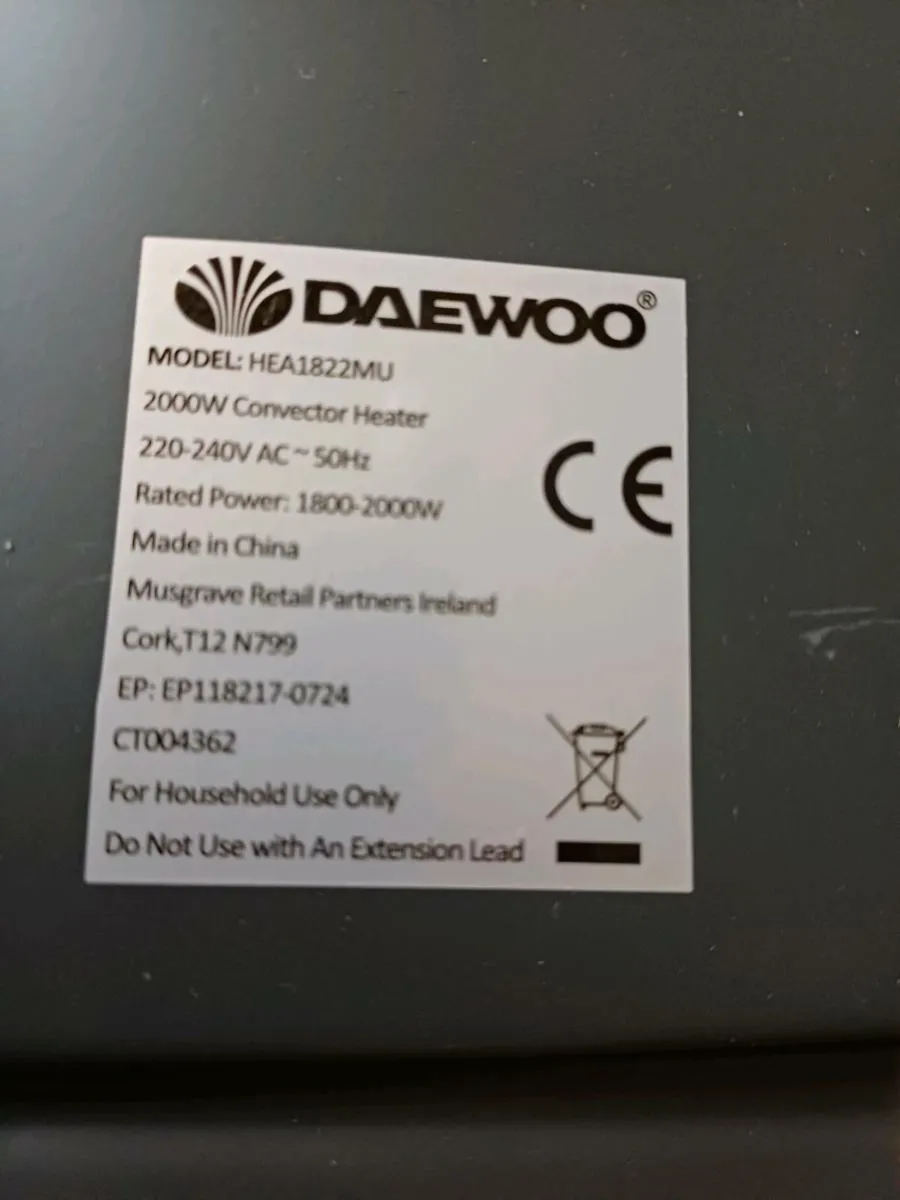 DAEWOO®
MODEL: HEA1822MU
2000W Convector Heater
220-240V AC ~ 50Hz
Rated Power: 1800-2000W
CE
Made in China
Musgrave Retail Partners Ireland
Cork,T12 N799
EP: EP118217-0724
CT004362
For Household Use Only
Do Not Use with An Extension Lead